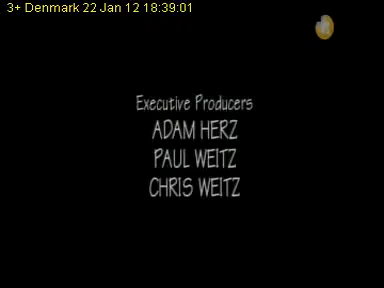 3+ Denmark 22 Jan 12 18:39:01
Executive Producers
ADAM HERZ
PAUL WEITZ
CHRIS WEITZ